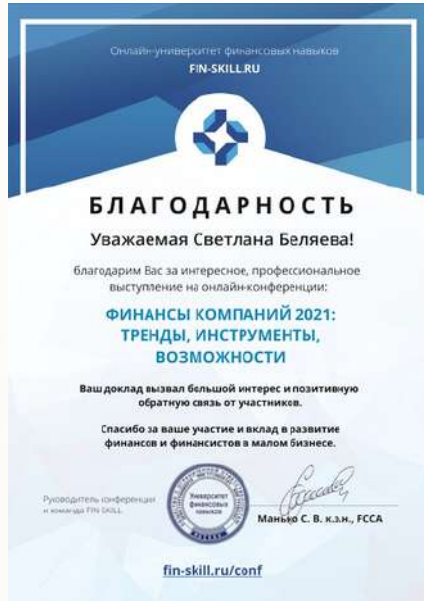 Онлайн-университет финансовых навыков
FIN-SKILL.RU
БЛАГОДАРНОСТЬ
Уважаемая Светлана Беляева!
благодарим Вас за интересное, профессиональное
выступление на онлайн-конференции:
ФИНАНСЫ КОМПАНИЙ 2021:
ТРЕНДЫ, ИНСТРУМЕНТЫ,
ВОЗМОЖНОСТИ
Ваш доклад вызвал большой интерес и позитивную
обратную связь от участников.
Спасибо за ваше участие и вклад в развитие
финансов и финансистов в малом бизнесе.
Руководитель конференции
и команда FIN-SKILL
Университет
финансовых
навыков
Манько С. В. к.э.н., FCCA
fin-skill.ru/conf